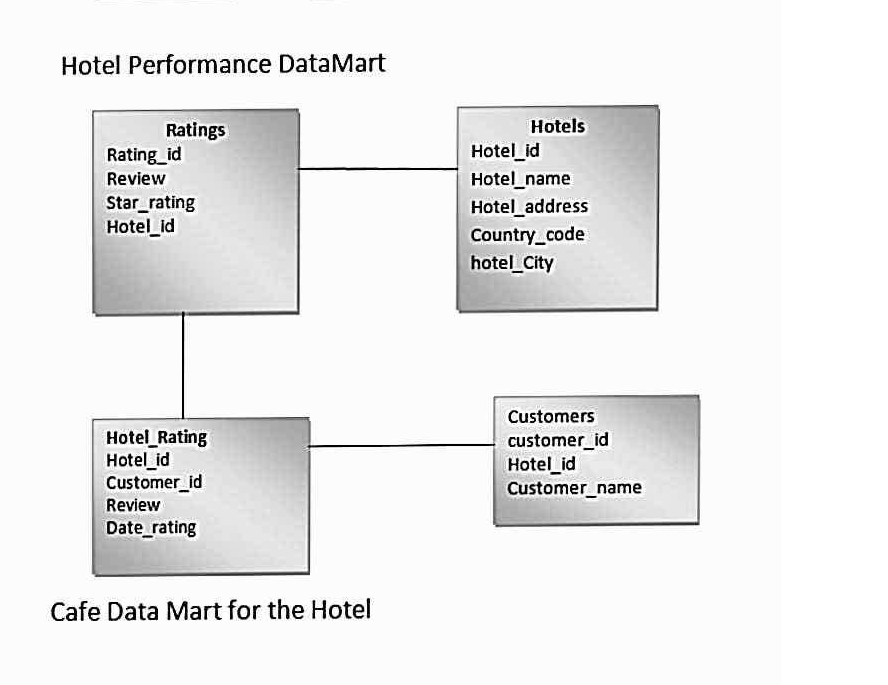 Hotel Performance DataMart
Ratings
Rating_id
Review
Star_rating
Hotel_id
Hotels
Hotel_id
Hotel_name
Hotel_address
Country_code
hotel_City
Hotel_Rating
Hotel_id
Customer_id
Review
Date_rating
Customers
customer_id
Hotel_id
Customer_name
Cafe Data Mart for the Hotel